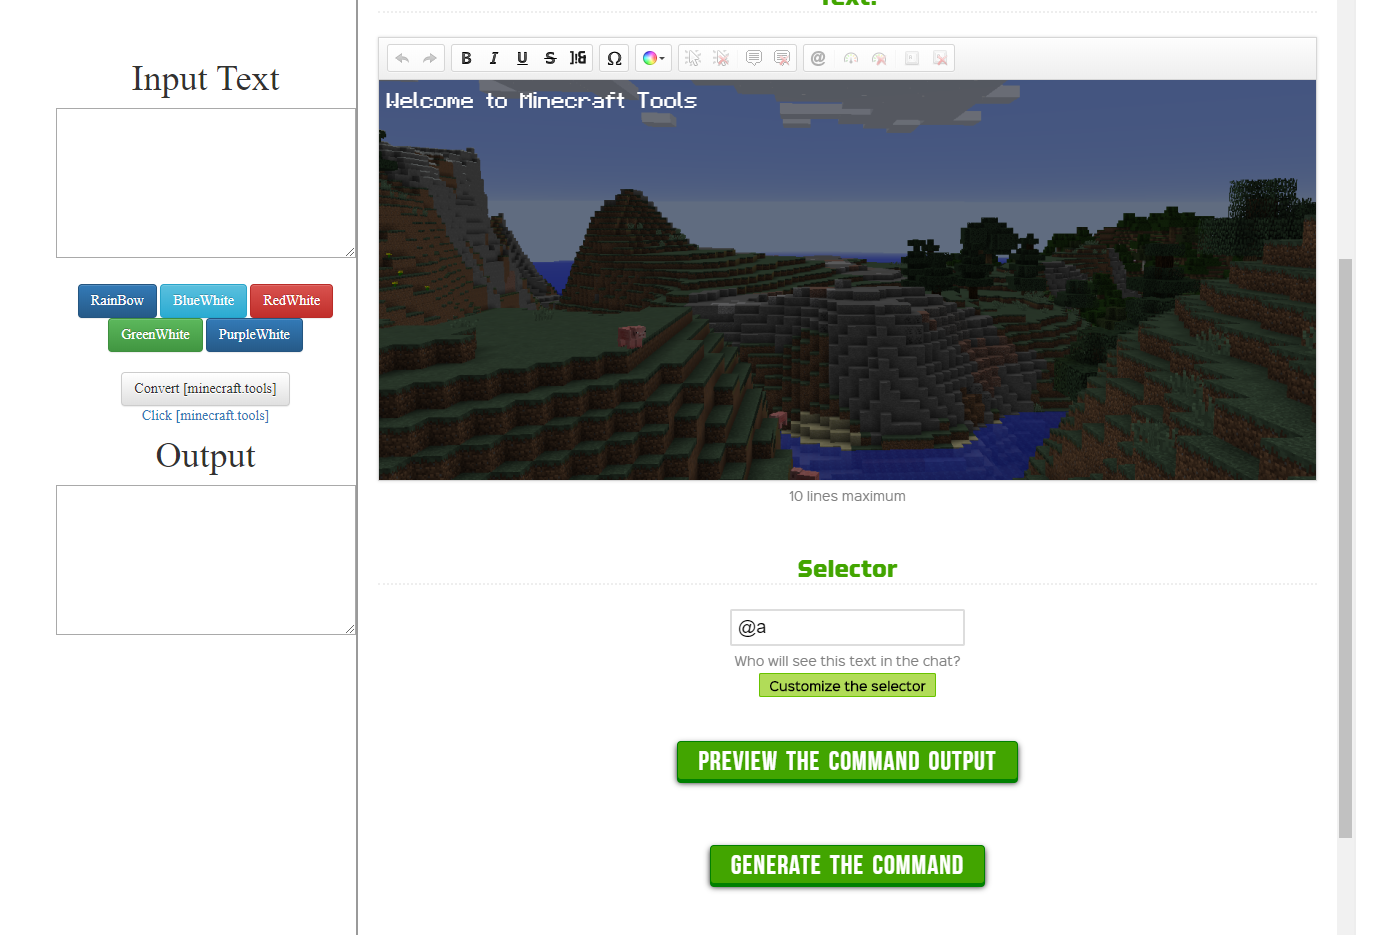 Text:
Input Text
RainBow BlueWhite RedWhite
GreenWhite PurpleWhite
Convert [minecraft.tools]
Click [minecraft.tools]
Output
B I U S
Ω
@
Welcome to Minecraft Tools
10 lines maximum
Selector
@a
Who will see this text in the chat?
Customize the selector
PREVIEW THE COMMAND OUTPUT
GENERATE THE COMMAND